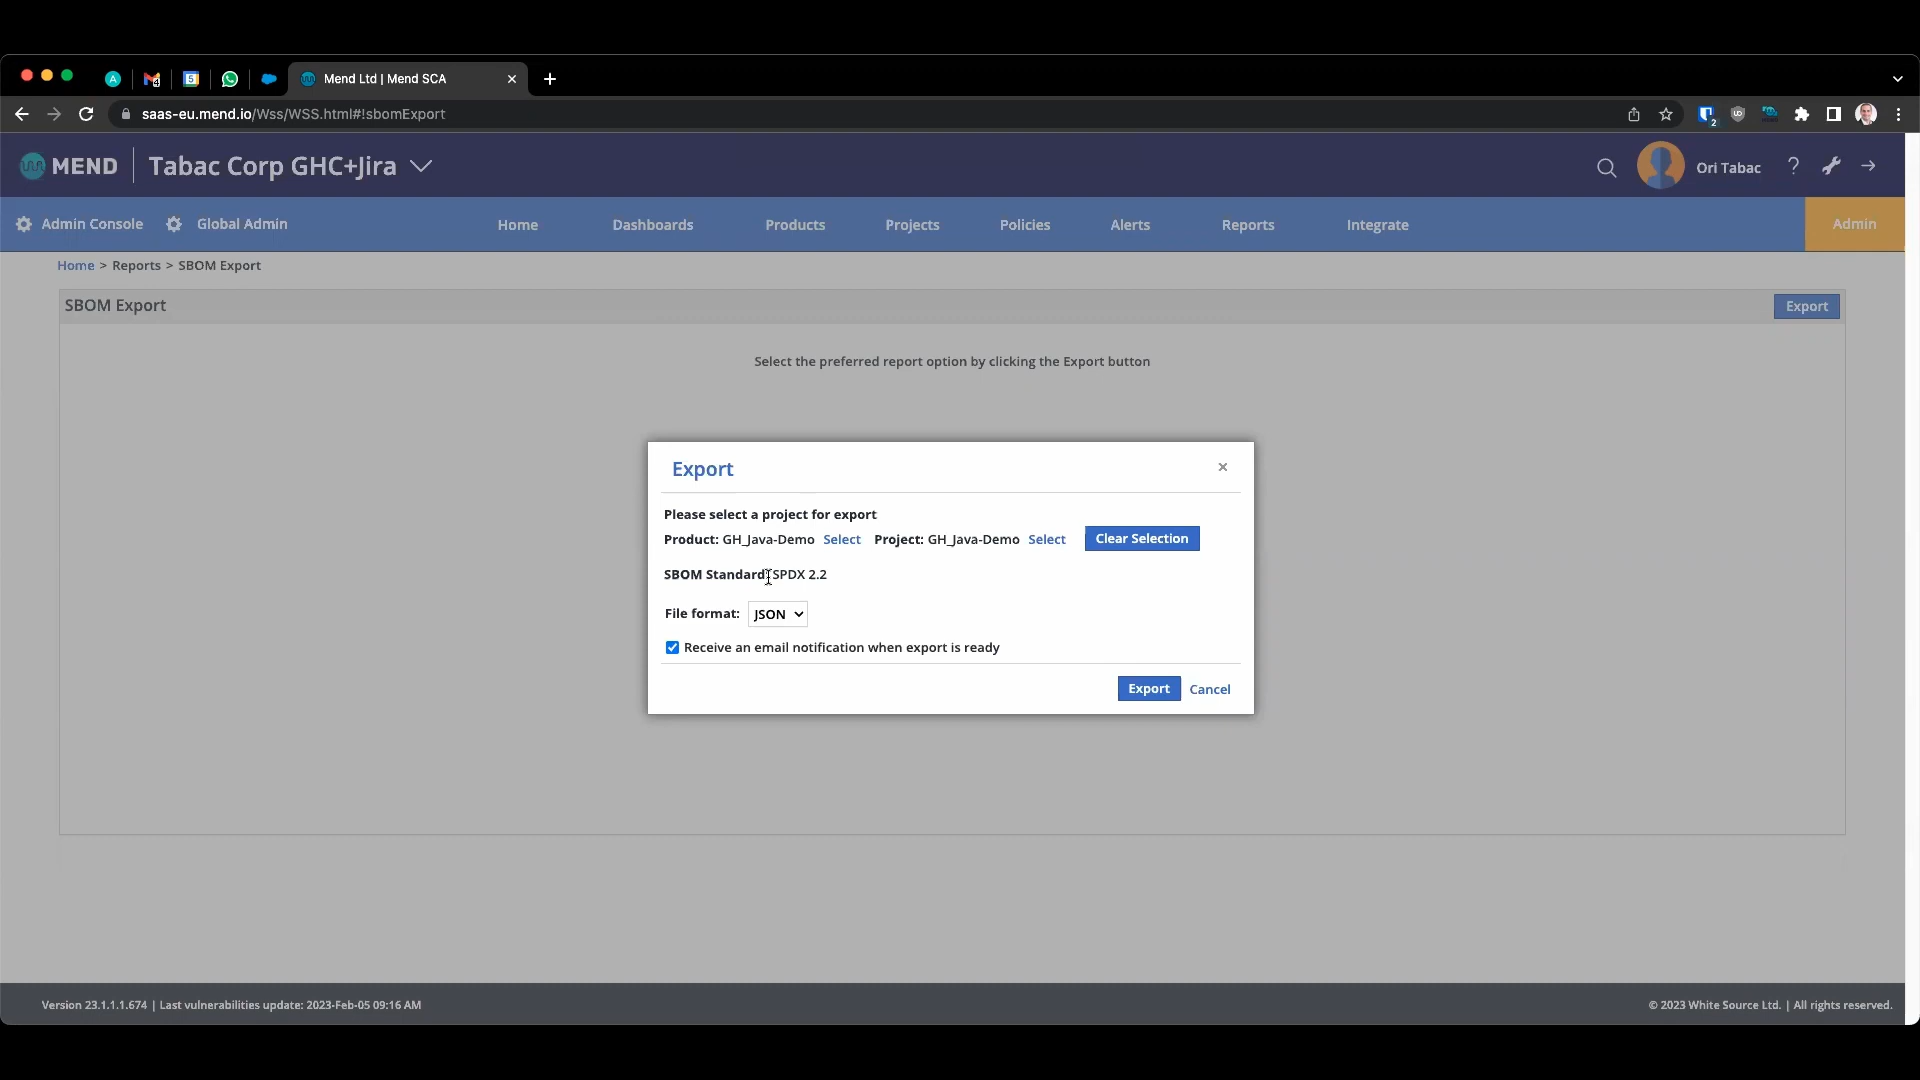 4
5
Mend Ltd | Mend SCA
saas-eu.mend.io/Wss/WSS.html#!sbomExport
2
MEND
Tabac Corp GHC+Jira
Ori Tabac
Admin Console
Global Admin
Home
Dashboards
Products
Projects
Policies
Alerts
Reports
Integrate
Admin
Home > Reports > SBOM Export
SBOM Export
Export
Select the preferred report option by clicking the Export button
Export
Please select a project for export
Product: GH_Java-Demo Select Project: GH_Java-Demo Select Clear Selection
SBOM Standard: SPDX 2.2
File format: JSON
Receive an email notification when export is ready
Export Cancel
Version 23.1.1.1.674 | Last vulnerabilities update: 2023-Feb-05 09:16 AM
© 2023 White Source Ltd. | All rights reserved.